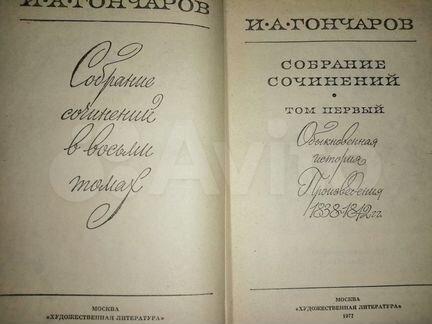 И·А·ГОНЧАРОВ
Собрание
сочинений
в восьми
томах
МОСКВА
«ХУДОЖЕСТВЕННАЯ ЛИТЕРАТУРА»
И·А·ГОНЧАРОВ
СОБРАНИЕ
СОЧИНЕНИЙ
•
ТОМ ПЕРВЫЙ
Обыкновенная
история
Произведения
1838-1842 гг.
МОСКВА
«ХУДОЖЕСТВЕННАЯ ЛИТЕРАТУРА»
1977
Avito